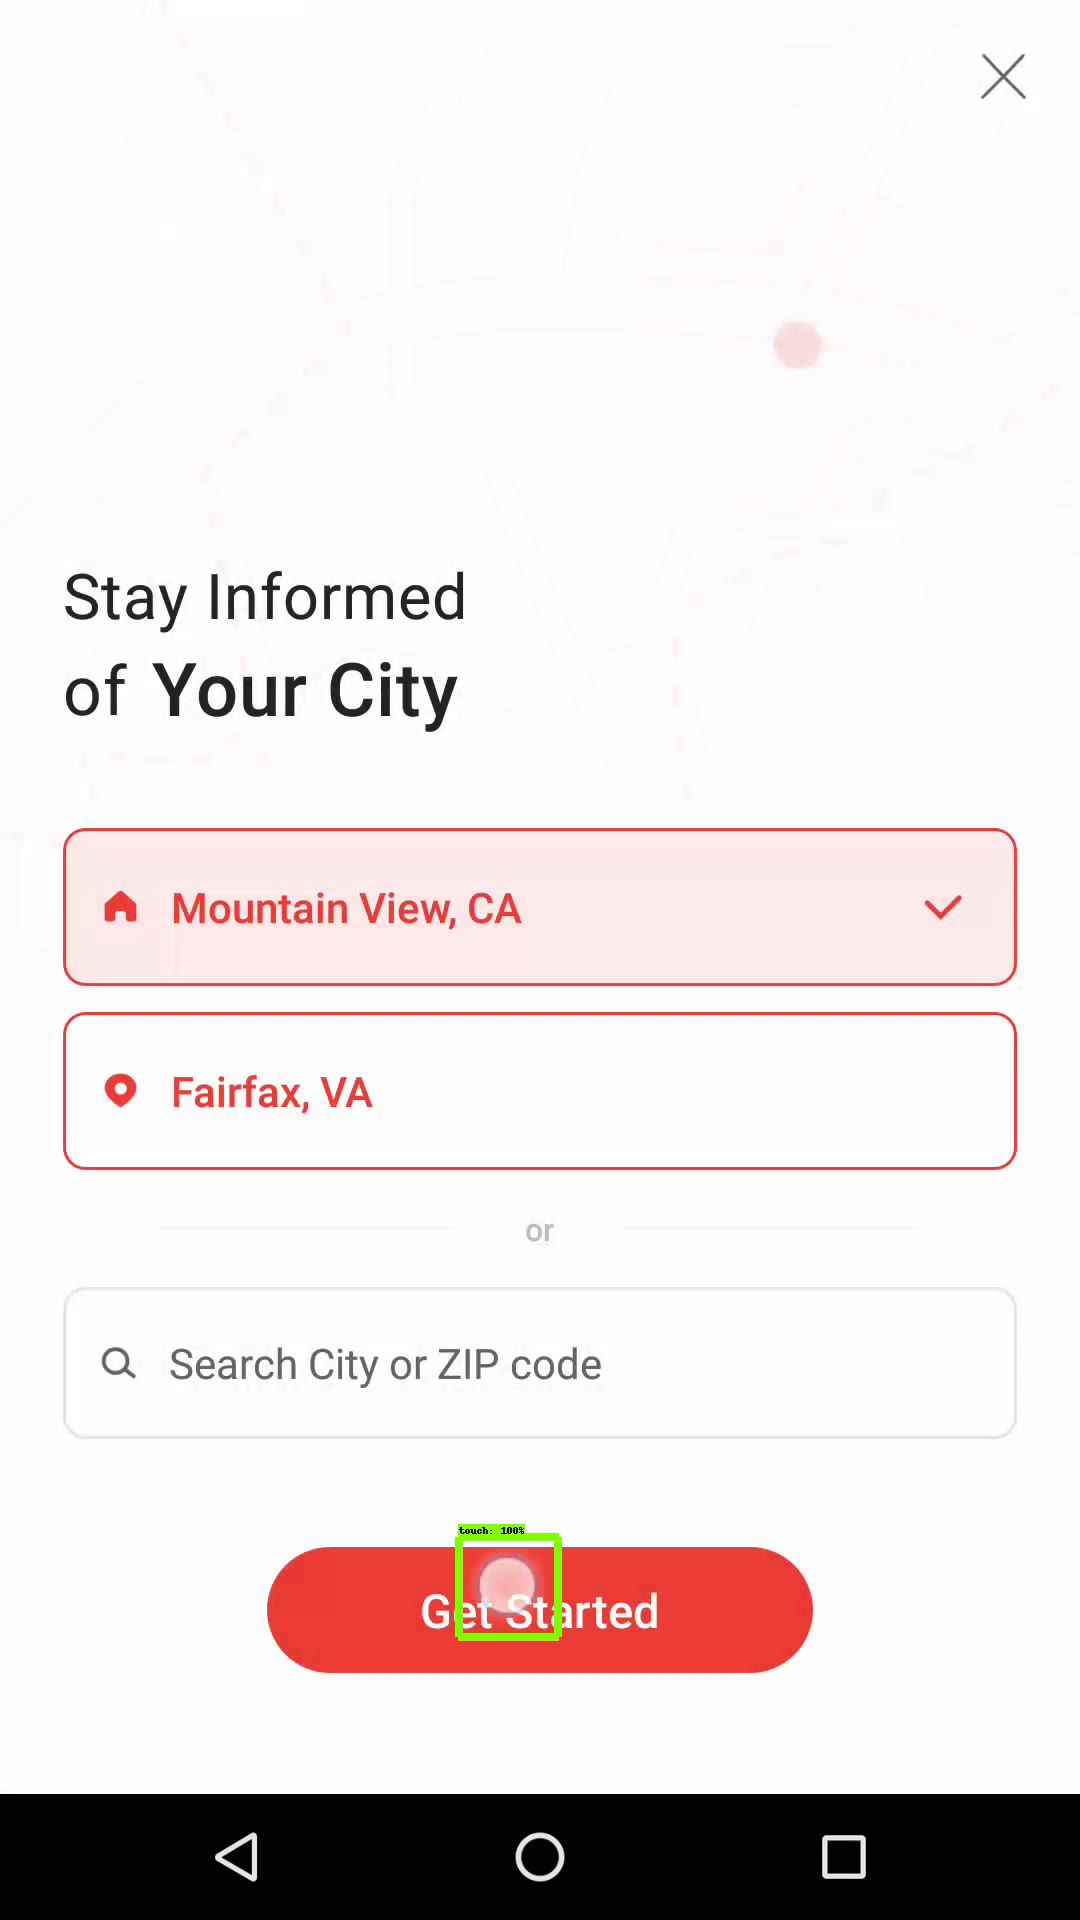 Stay Informed
of Your City
Mountain View, CA
Fairfax, VA
or
Search City or ZIP code
touch: 100%
Get Started